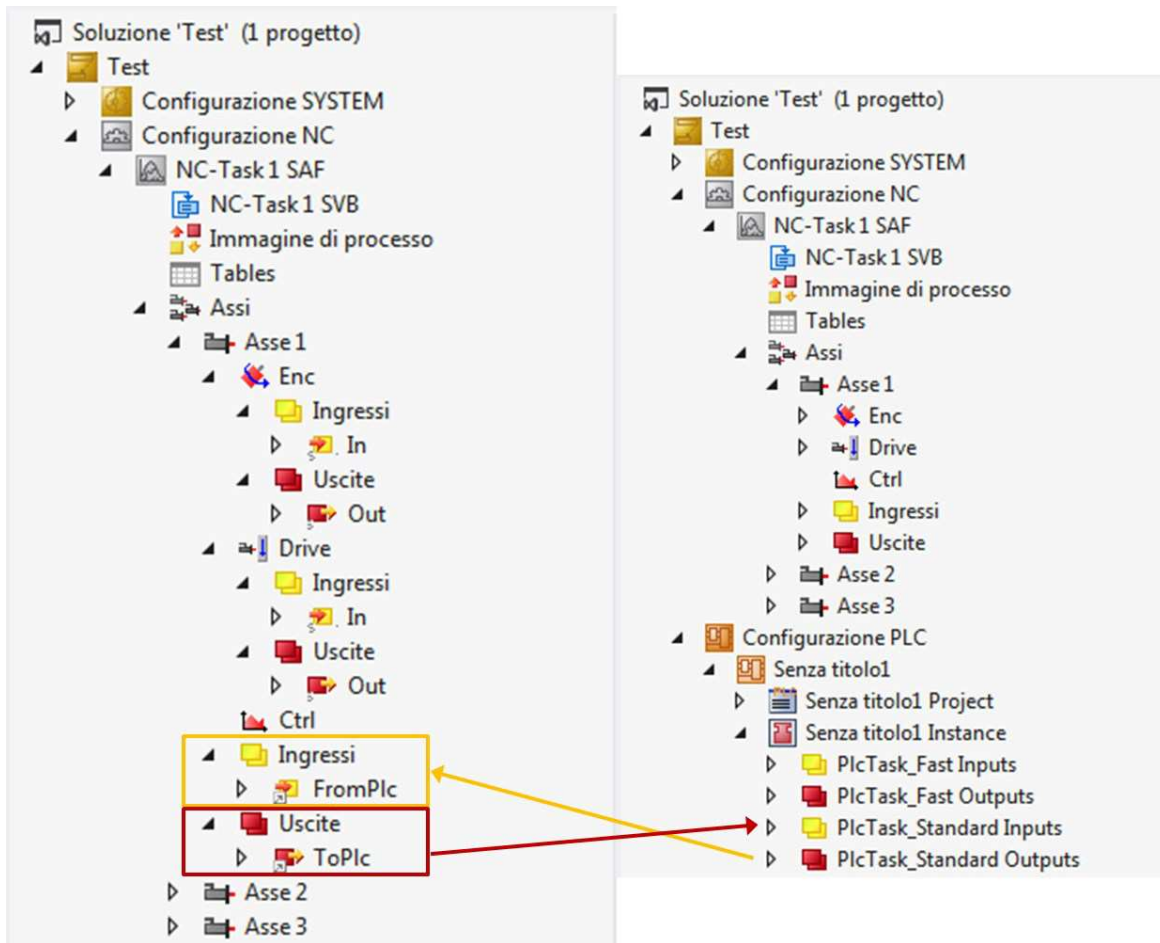 Soluzione 'Test' (1 progetto)
Test
Configurazione SYSTEM
Configurazione NC
NC-Task 1 SAF
NC-Task 1 SVB
Immagine di processo
Tables
Assi
Asse 1
Enc
Ingressi
In
Uscite
Out
Drive
Ingressi
In
Uscite
Out
Ctrl
Ingressi
FromPlc
Uscite
ToPlc
Asse 2
Asse 3
Soluzione 'Test' (1 progetto)
Test
Configurazione SYSTEM
Configurazione NC
NC-Task 1 SAF
NC-Task 1 SVB
Immagine di processo
Tables
Assi
Asse 1
Enc
Drive
Ctrl
Ingressi
Uscite
Asse 2
Asse 3
Configurazione PLC
Senza titolo1
Senza titolo1 Project
Senza titolo1 Instance
PlcTask_Fast Inputs
PlcTask_Fast Outputs
PlcTask_Standard Inputs
PlcTask_Standard Outputs